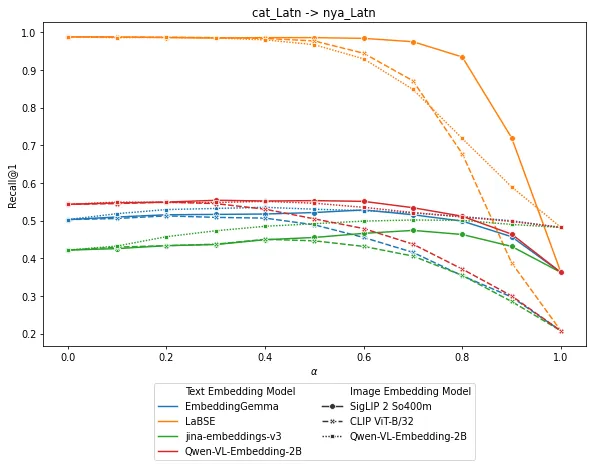 cat_Latn -> nya_Latn
Recall@1
1.0
0.9
0.8
0.7
0.6
0.5
0.4
0.3
0.2
0.0 0.2 0.4 0.6 0.8 1.0
α
Text Embedding Model Image Embedding Model
EmbeddingGemma SigLIP 2 So400m
LaBSE CLIP ViT-B/32
jina-embeddings-v3 Qwen-VL-Embedding-2B
Qwen-VL-Embedding-2B